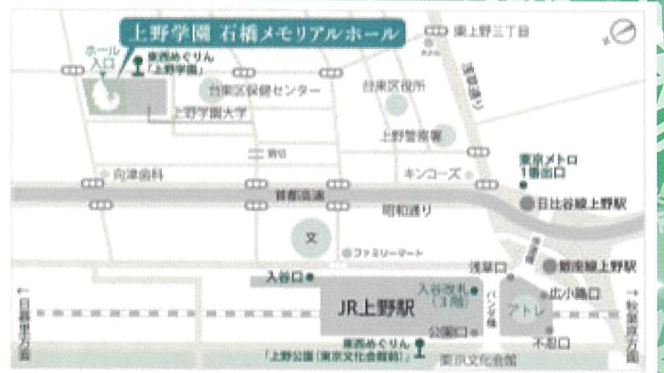 上野学園 石橋メモリアルホール
ホール
入口
東西めぐりん
「上野学園」
東上野三丁目
浅草通り
台東区保健センター
台東区役所
上野学園大学
上野警察署
東京メトロ
1番出口
向津歯科
キンコーズ
首都高速
昭和通り
日比谷線上野駅
文
ファミリーマート
浅草口
銀座線上野駅
入谷口
入谷改札
(3階)
JR上野駅
パンダ橋
アトレ
広小路口
公園口
不忍口
東西めぐりん
「上野公園(東京文化会館前)」
東京文化会館
←日暮里方面
→秋葉原方面